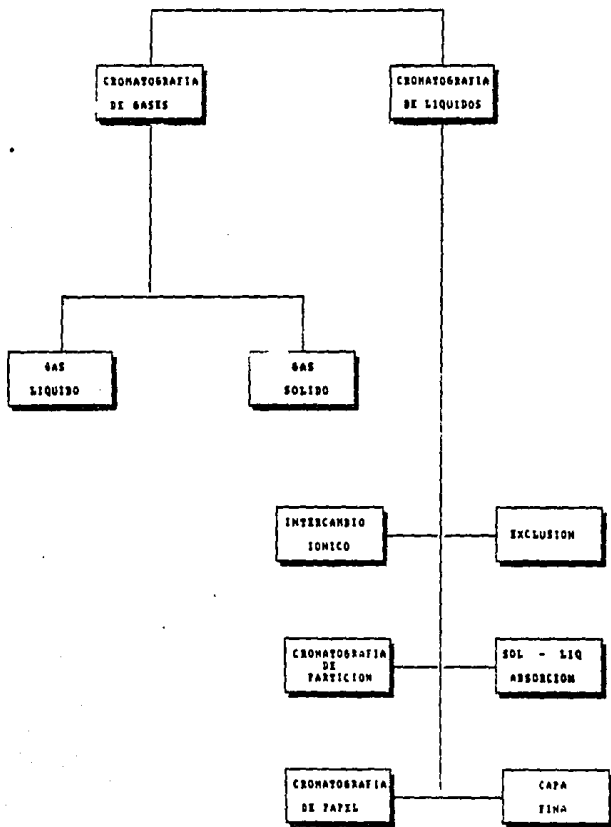 CROMATOGRAFIA
DE GASES
CROMATOGRAFIA
DE LIQUIDOS
GAS
LIQUIDO
GAS
SOLIDO
INTERCAMBIO
IONICO
EXCLUSION
CROMATOGRAFIA
DE
PARTICION
SOL - LIQ
ABSORCION
CROMATOGRAFIA
DE PAPEL
CAPA
FINA